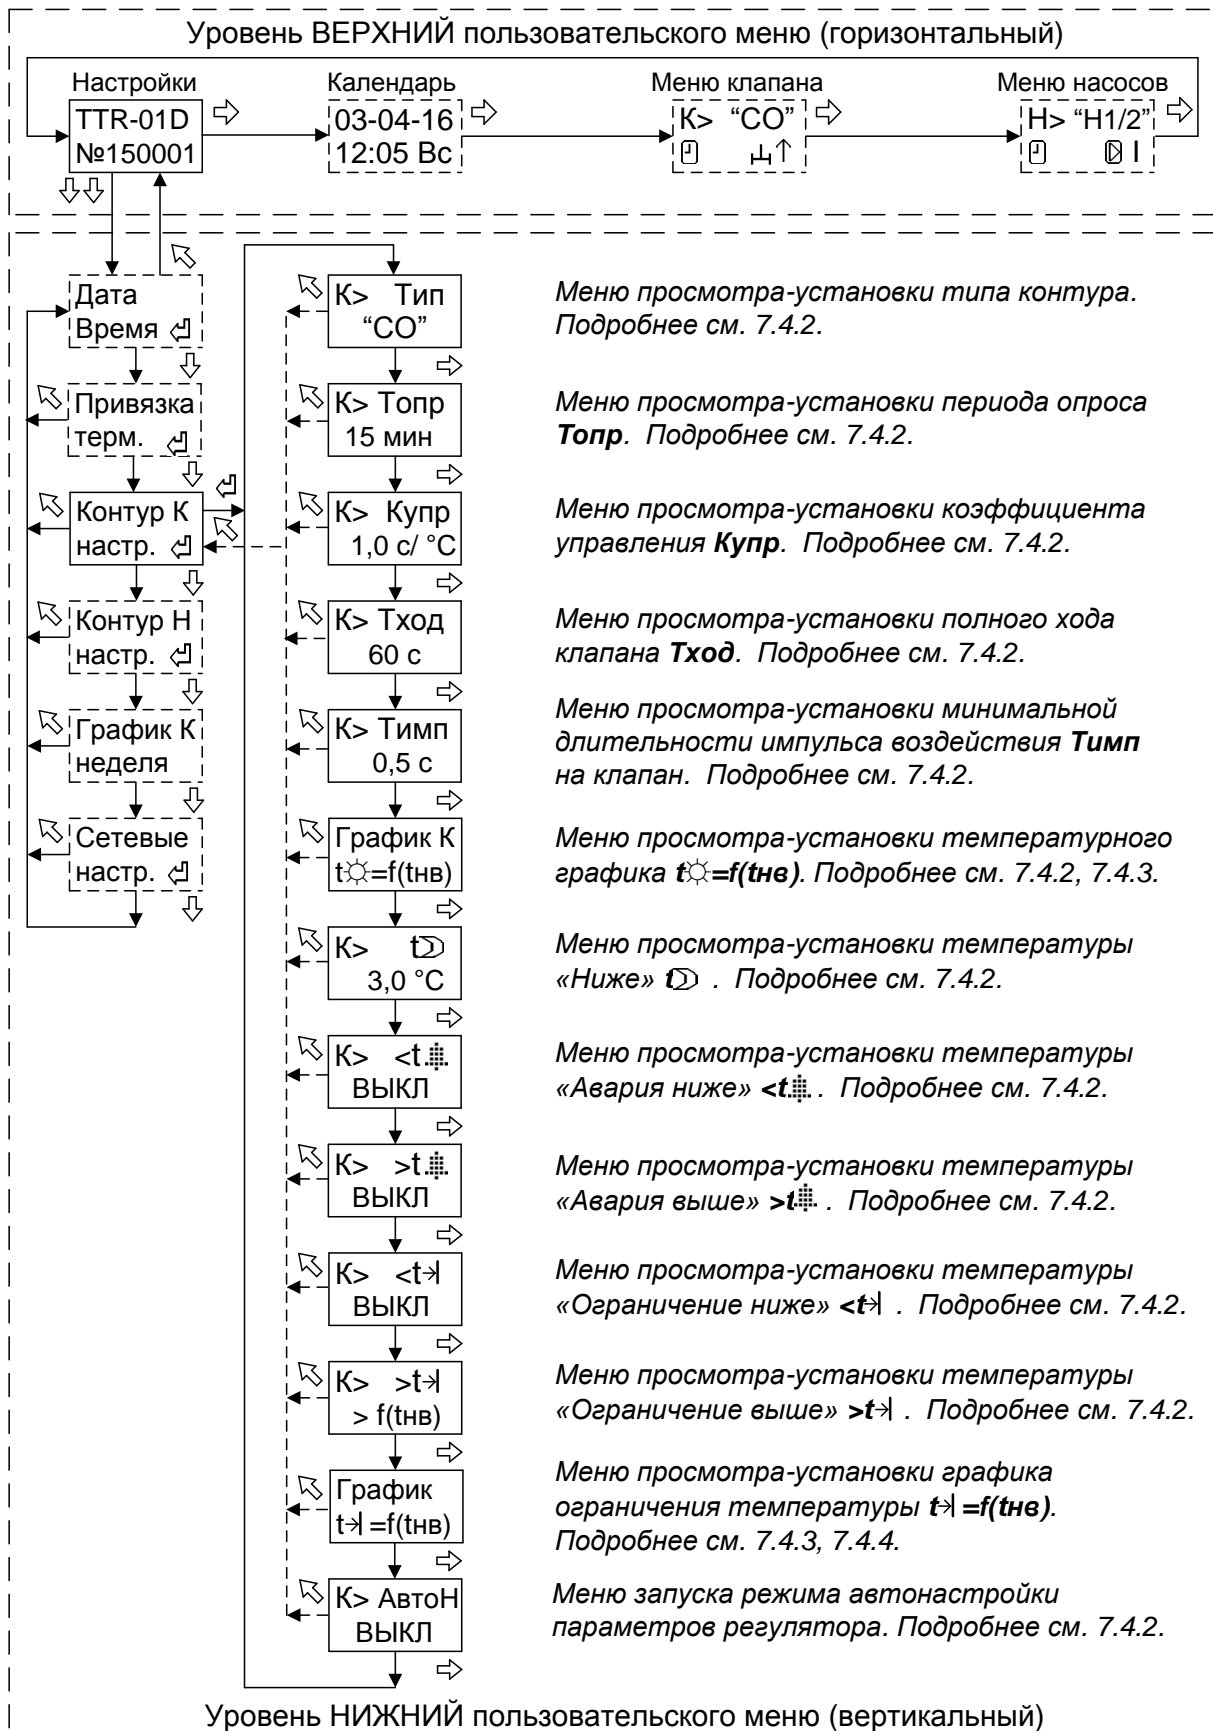 Уровень ВЕРХНИЙ пользовательского меню (горизонтальный)
Настройки
Календарь
Меню клапана
Меню насосов
TTR-01D
№150001
03-04-16
12:05 Вс
К> “СО”
Н> “Н1/2”
Дата
Время
Привязка
терм.
Контур К
настр.
Контур Н
настр.
График К
неделя
Сетевые
настр.
К> Тип
“СО”
Меню просмотра-установки типа контура.
Подробнее см. 7.4.2.
К> Топр
15 мин
Меню просмотра-установки периода опроса
Топр. Подробнее см. 7.4.2.
К> Купр
1,0 с/ °С
Меню просмотра-установки коэффициента
управления Купр. Подробнее см. 7.4.2.
К> Тход
60 с
Меню просмотра-установки полного хода
клапана Тход. Подробнее см. 7.4.2.
К> Тимп
0,5 с
Меню просмотра-установки минимальной
длительности импульса воздействия Тимп
на клапан. Подробнее см. 7.4.2.
График К
t☼=f(tнв)
Меню просмотра-установки температурного
графика t☼=f(tнв). Подробнее см. 7.4.2, 7.4.3.
К> t
3,0 °С
Меню просмотра-установки температуры
«Ниже» t . Подробнее см. 7.4.2.
К> <t
ВЫКЛ
Меню просмотра-установки температуры
«Авария ниже» <t . Подробнее см. 7.4.2.
К> >t
ВЫКЛ
Меню просмотра-установки температуры
«Авария выше» >t . Подробнее см. 7.4.2.
К> <t
ВЫКЛ
Меню просмотра-установки температуры
«Ограничение ниже» <t . Подробнее см. 7.4.2.
К> >t
> f(tнв)
Меню просмотра-установки температуры
«Ограничение выше» >t . Подробнее см. 7.4.2.
График
t =f(tнв)
Меню просмотра-установки графика
ограничения температуры t =f(tнв).
Подробнее см. 7.4.3, 7.4.4.
К> АвтоН
ВЫКЛ
Меню запуска режима автонастройки
параметров регулятора. Подробнее см. 7.4.2.
Уровень НИЖНИЙ пользовательского меню (вертикальный)